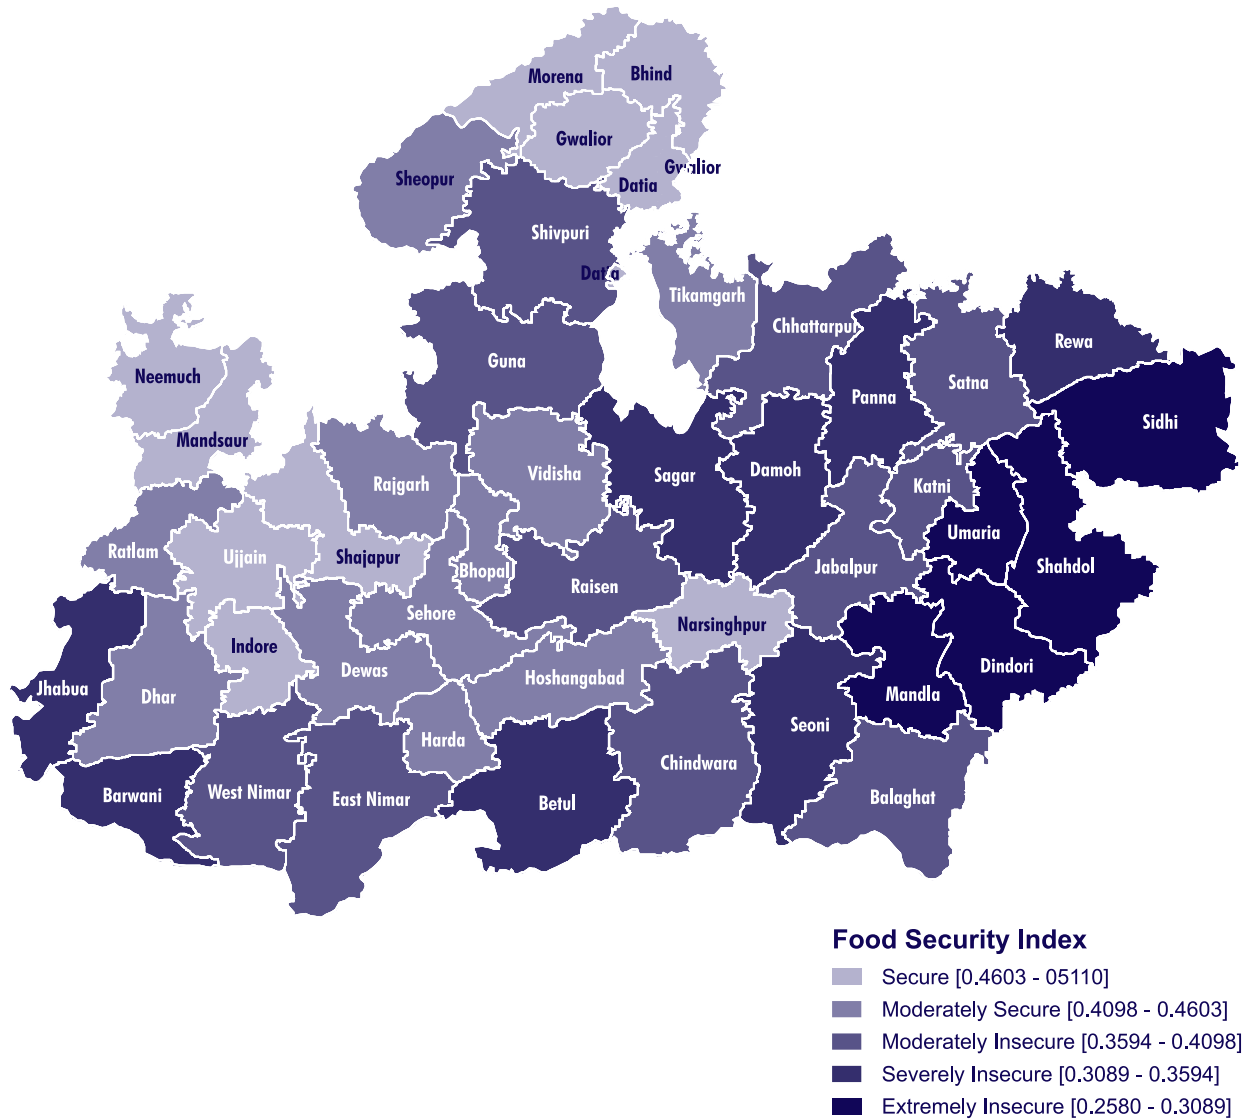 Morena
Bhind
Gwalior
Gwalior
Sheopur
Datia
Shivpuri
Datia
Tikamgarh
Chhattarpur
Rewa
Guna
Neemuch
Satna
Panna
Sidhi
Mandsaur
Vidisha
Sagar
Damoh
Rajgarh
Katni
Umaria
Ratlam
Ujjain
Shajapur
Bhopal
Raisen
Jabalpur
Shahdol
Sehore
Narsinghpur
Indore
Dindori
Dewas
Hoshangabad
Jhabua
Dhar
Mandla
Seoni
Harda
Chindwara
Barwani
West Nimar
East Nimar
Betul
Balaghat
Food Security Index
Secure [0.4603 - 05110]
Moderately Secure [0.4098 - 0.4603]
Moderately Insecure [0.3594 - 0.4098]
Severely Insecure [0.3089 - 0.3594]
Extremely Insecure [0.2580 - 0.3089]